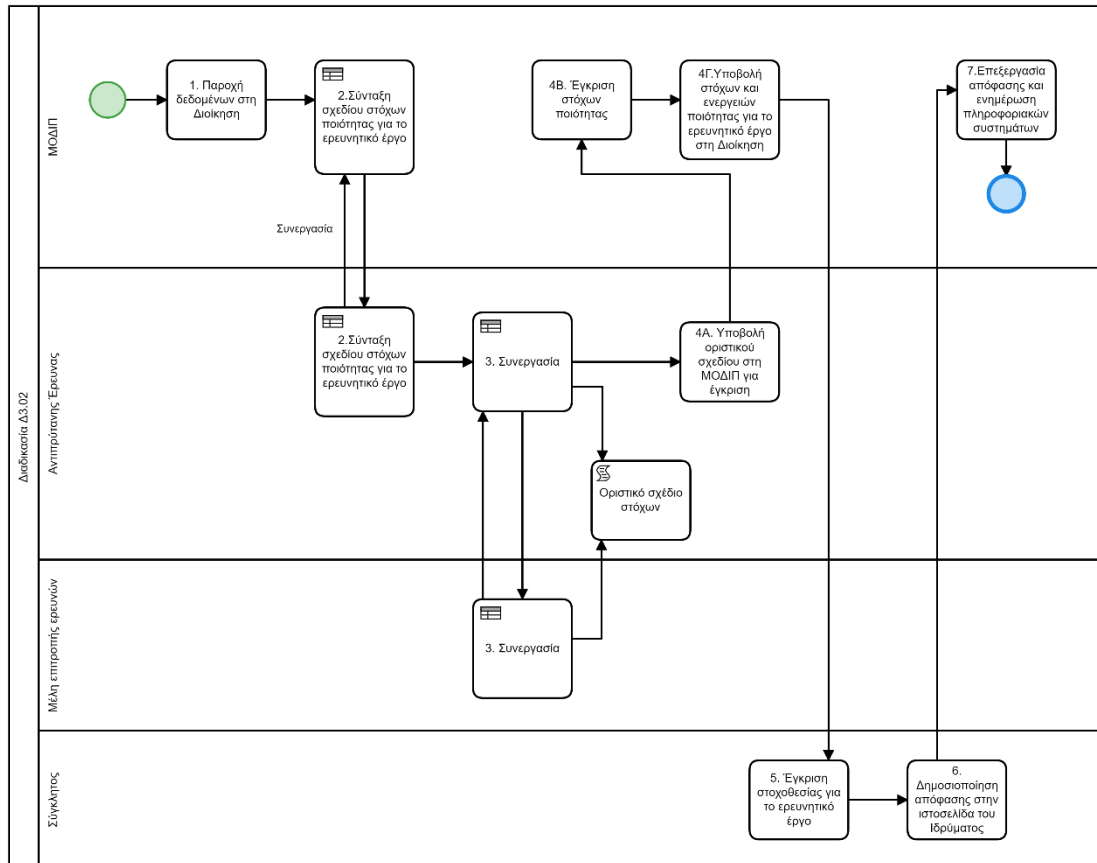 Διαδικασία Δ3.02
ΜΟΔΙΠ
1. Παροχή
δεδομένων στη
Διοίκηση
2.Σύνταξη
σχεδίου στόχων
ποιότητας για το
ερευνητικό έργο
4Β. Έγκριση
στόχων
ποιότητας
4Γ.Υποβολή
στόχων και
ενεργειών
ποιότητας για το
ερευνητικό έργο
στη Διοίκηση
7.Επεξεργασία
απόφασης και
ενημέρωση
πληροφοριακών
συστημάτων
Συνεργασία
Αντιπρύτανης Έρευνας
2.Σύνταξη
σχεδίου στόχων
ποιότητας για το
ερευνητικό έργο
3. Συνεργασία
4Α. Υποβολή
οριστικού
σχεδίου στη
ΜΟΔΙΠ για
έγκριση
Οριστικό σχέδιο
στόχων
Μέλη επιτροπής ερευνών
3. Συνεργασία
Σύγκλητος
5. Έγκριση
στοχοθεσίας για
το ερευνητικό
έργο
6.
Δημοσιοποίηση
απόφασης στην
ιστοσελίδα του
Ιδρύματος